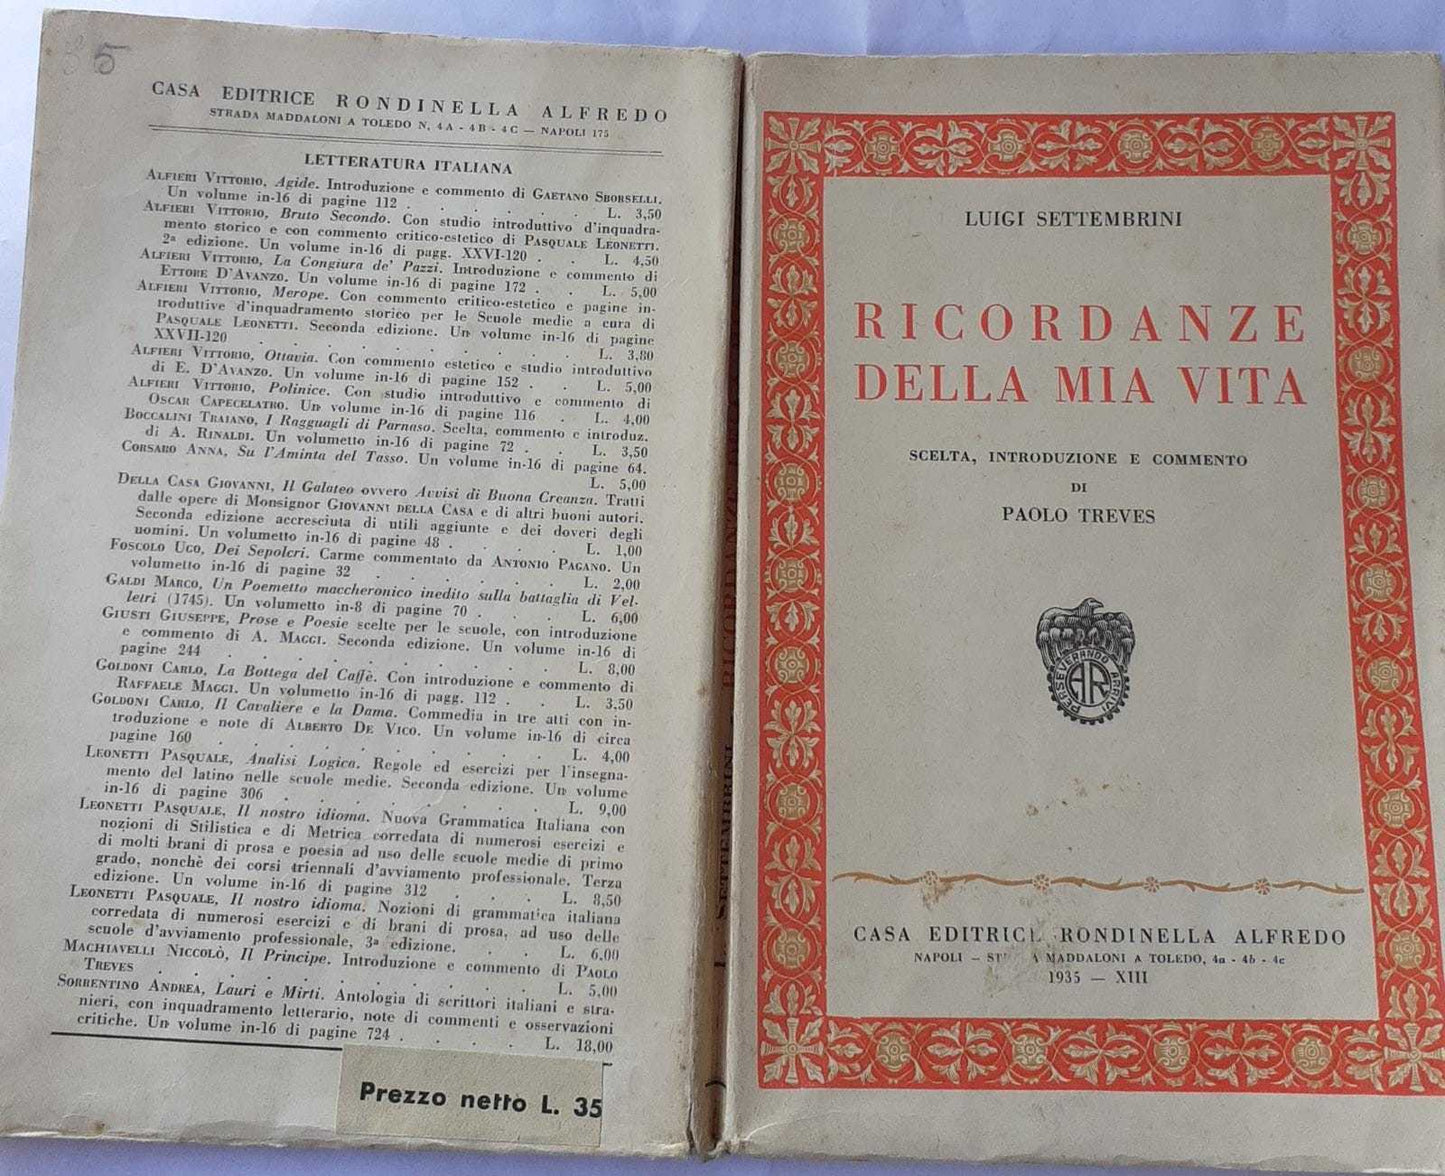 35
CASA EDITRICE RONDINELLA ALFREDO
STRADA MADDALONI A TOLEDO N. 4A - 4B - 4C — NAPOLI 175
LETTERATURA ITALIANA
ALFIERI VITTORIO, Agide. Introduzione e commento di GAETANO SBORSELLI.
Un volume in-16 di pagine 112 . . . . . . L. 3,50
ALFIERI VITTORIO, Bruto Secondo. Con studio introduttivo d'inquadra-
mento storico e con commento critico-estetico di PASQUALE LEONETTI.
2ª edizione. Un volume in-16 di pagg. XXVI-120 . . L. 4,50
ALFIERI VITTORIO, La Congiura de' Pazzi. Introduzione e commento di
ETTORE D'AVANZO. Un volume in-16 di pagine 172 . . L. 5,00
ALFIERI VITTORIO, Merope. Con commento critico-estetico e pagine in-
troduttive d'inquadramento storico per le Scuole medie a cura di
PASQUALE LEONETTI. Seconda edizione. Un volume in-16 di pagine
XXVII-120 . . . . . . . . . . L. 3,80
ALFIERI VITTORIO, Ottavia. Con commento estetico e studio introduttivo
di E. D'AVANZO. Un volume in-16 di pagine 152 . . L. 5,00
ALFIERI VITTORIO, Polinice. Con studio introduttivo e commento di
OSCAR CAPECELATRO. Un volume in-16 di pagine 116 . L. 4,00
BOCCALINI TRAIANO, I Ragguagli di Parnaso. Scelta, commento e introduz.
di A. RINALDI. Un volumetto in-16 di pagine 72 . . L. 3,50
CORSARO ANNA, Su l'Aminta del Tasso. Un volume in-16 di pagine 64.
L. 5,00
DELLA CASA GIOVANNI, Il Galateo ovvero Avvisi di Buona Creanza. Tratti
dalle opere di Monsignor GIOVANNI DELLA CASA e di altri buoni autori.
Seconda edizione accresciuta di utili aggiunte e dei doveri degli
uomini. Un volumetto in-16 di pagine 48 . . . . L. 1,00
FOSCOLO UGO, Dei Sepolcri. Carme commentato da ANTONIO PAGANO. Un
volumetto in-16 di pagine 32 . . . . . . L. 2,00
GALDI MARCO, Un Poemetto maccheronico inedito sulla battaglia di Vel-
letri (1745). Un volumetto in-8 di pagine 70 . . . L. 6,00
GIUSTI GIUSEPPE, Prose e Poesie scelte per le scuole, con introduzione
e commento di A. MAGGI. Seconda edizione. Un volume in-16 di
pagine 244 . . . . . . . . . . L. 8,00
GOLDONI CARLO, La Bottega del Caffè. Con introduzione e commento di
RAFFAELE MAGGI. Un volume in-16 di pagg. 112 . . L. 3,50
GOLDONI CARLO, Il Cavaliere e la Dama. Commedia in tre atti con in-
troduzione e note di ALBERTO DE VICO. Un volume in-16 di circa
pagine 160 . . . . . . . . . . L. 4,00
LEONETTI PASQUALE, Analisi Logica. Regole ed esercizi per l'insegna-
mento del latino nelle scuole medie. Seconda edizione. Un volume
in-16 di pagine 306 . . . . . . . . L. 9,00
LEONETTI PASQUALE, Il nostro idioma. Nuova Grammatica Italiana con
nozioni di Stilistica e di Metrica corredata di numerosi esercizi e
di molti brani di prosa e poesia ad uso delle scuole medie di primo
grado, nonchè dei corsi triennali d'avviamento professionale. Terza
edizione. Un volume in-16 di pagine 312 . . . . L. 8,50
LEONETTI PASQUALE, Il nostro idioma. Nozioni di grammatica italiana
corredata di numerosi esercizi e di brani di prosa, ad uso delle
scuole d'avviamento professionale, 3ª edizione. . . . L. 6,00
MACHIAVELLI NICCOLÒ, Il Principe. Introduzione e commento di PAOLO
TREVES . . . . . . . . . . . L. 5,00
SORRENTINO ANDREA, Lauri e Mirti. Antologia di scrittori italiani e stra-
nieri, con inquadramento letterario, note di commenti e osservazioni
critiche. Un volume in-16 di pagine 724 . . . . L. 18,00
Prezzo netto L. 35
L. SETTEMBRINI - RICORDANZE
LUIGI SETTEMBRINI
RICORDANZE
DELLA MIA VITA
SCELTA, INTRODUZIONE E COMMENTO
DI
PAOLO TREVES
PERSEVERANDO ARRIVI
AR
CASA EDITRICE RONDINELLA ALFREDO
NAPOLI - MADDALONI A TOLEDO, 4a - 4b - 4c
1935 — XIII